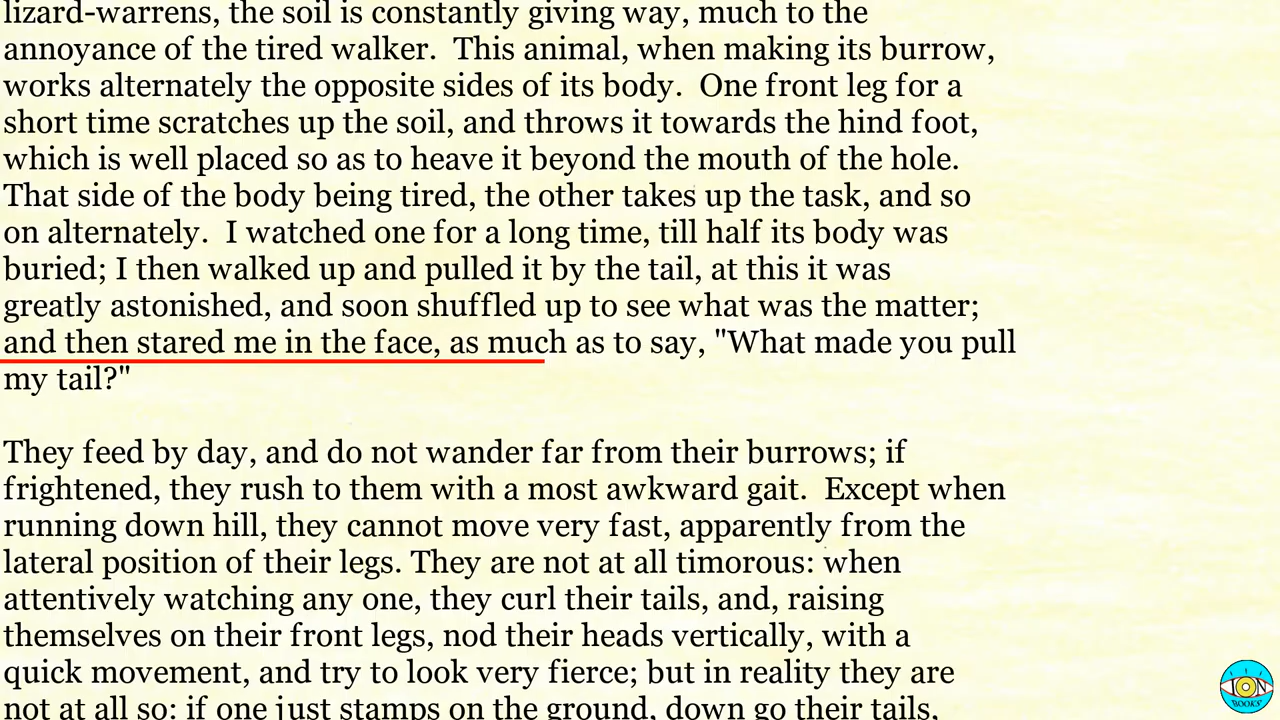 lizard-warrens, the soil is constantly giving way, much to the
annoyance of the tired walker.  This animal, when making its burrow,
works alternately the opposite sides of its body.  One front leg for a
short time scratches up the soil, and throws it towards the hind foot,
which is well placed so as to heave it beyond the mouth of the hole.
That side of the body being tired, the other takes up the task, and so
on alternately.  I watched one for a long time, till half its body was
buried; I then walked up and pulled it by the tail, at this it was
greatly astonished, and soon shuffled up to see what was the matter;
and then stared me in the face, as much as to say, "What made you pull
my tail?"
They feed by day, and do not wander far from their burrows; if
frightened, they rush to them with a most awkward gait.  Except when
running down hill, they cannot move very fast, apparently from the
lateral position of their legs. They are not at all timorous: when
attentively watching any one, they curl their tails, and, raising
themselves on their front legs, nod their heads vertically, with a
quick movement, and try to look very fierce; but in reality they are
not at all so: if one just stamps on the ground, down go their tails,
ION
BOOKS